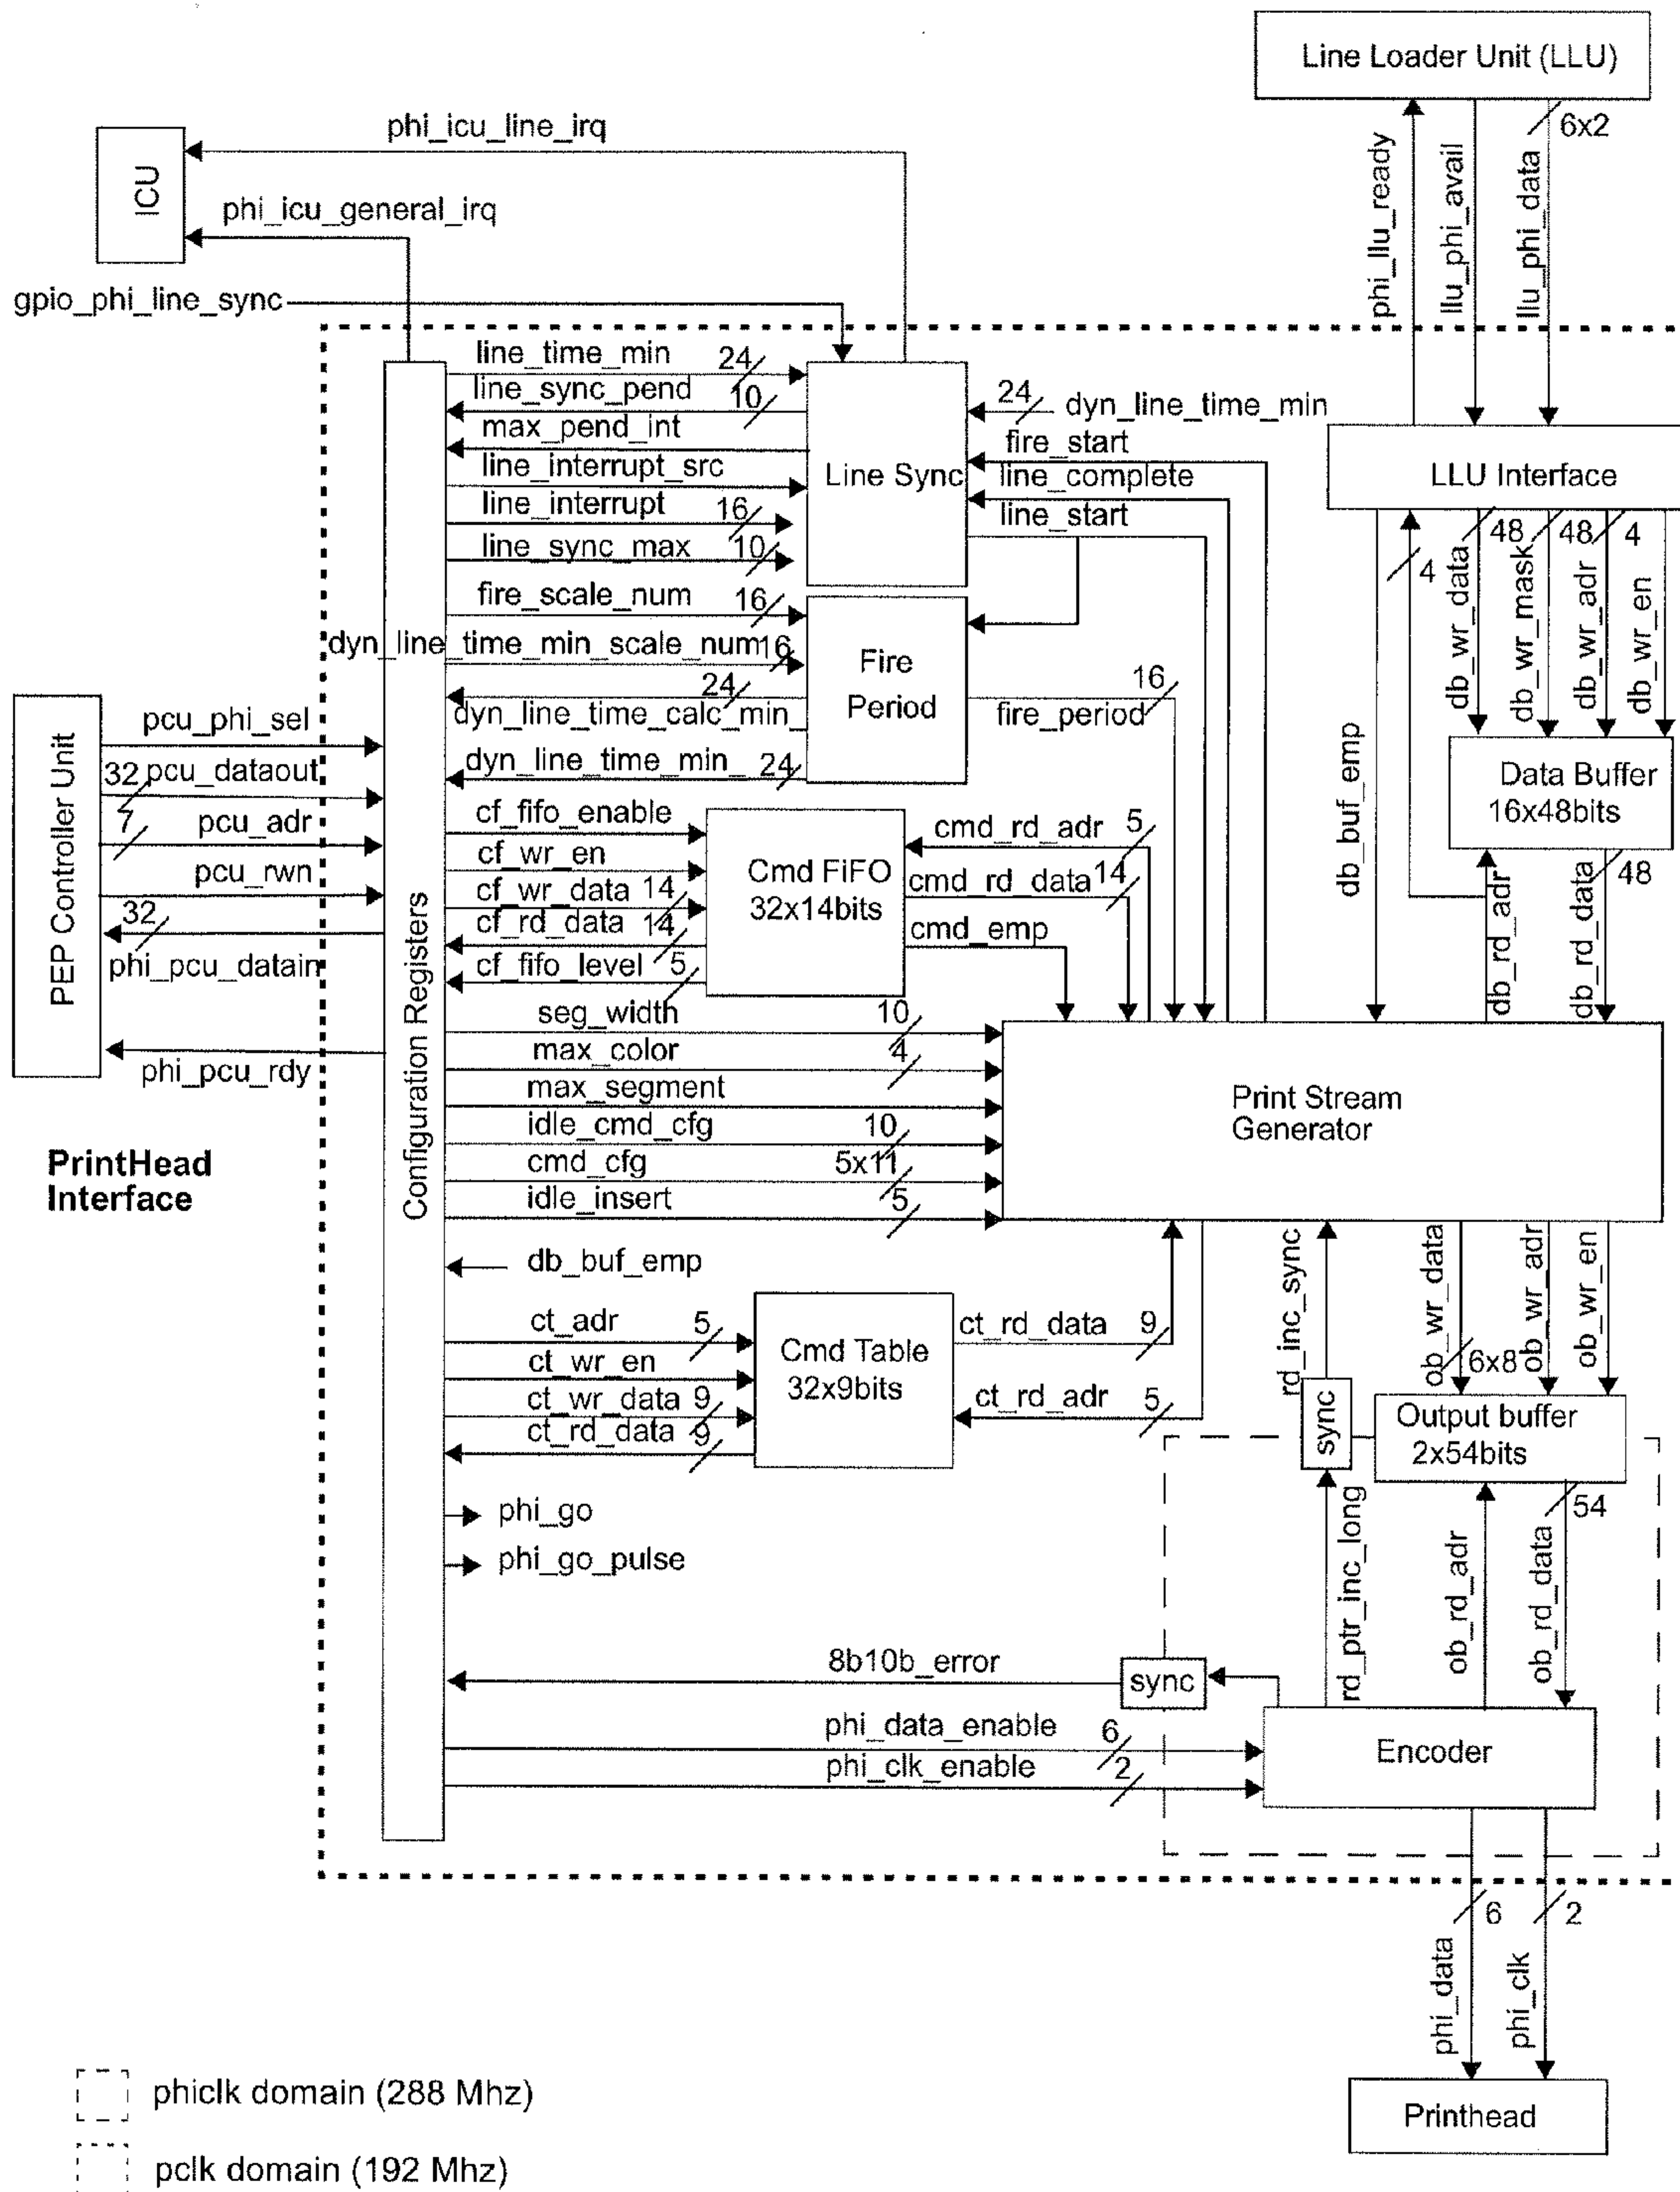 Line Loader Unit (LLU)
6x2
phi_llu_ready
llu_phi_avail
llu_phi_data
ICU
phi_icu_line_irq
phi_icu_general_irq
gpio_phi_line_sync
line_time_min
24
line_sync_pend
10
max_pend_int
line_interrupt_src
line_interrupt
16
line_sync_max
10
Line Sync
24
dyn_line_time_min
fire_start
line_complete
line_start
LLU Interface
4
48
48
4
db_wr_data
db_wr_mask
db_wr_adr
db_wr_en
db_buf_emp
fire_scale_num
16
dyn_line_time_min_scale_num
16
24
dyn_line_time_calc_min_
dyn_line_time_min_
24
Fire
Period
16
fire_period
Data Buffer
16x48bits
48
db_rd_adr
db_rd_data
PEP Controller Unit
pcu_phi_sel
32
pcu_dataout
7
pcu_adr
pcu_rwn
32
phi_pcu_datain
phi_pcu_rdy
Configuration Registers
cf_fifo_enable
cf_wr_en
cf_wr_data
14
cf_rd_data
14
cf_fifo_level
5
Cmd FiFO
32x14bits
cmd_rd_adr
5
cmd_rd_data
14
cmd_emp
seg_width
10
max_color
4
max_segment
idle_cmd_cfg
10
cmd_cfg
5x11
idle_insert
5
Print Stream
Generator
PrintHead
Interface
db_buf_emp
ct_adr
5
ct_wr_en
ct_wr_data
9
ct_rd_data
9
Cmd Table
32x9bits
ct_rd_data
9
ct_rd_adr
5
rd_inc_sync
ob_wr_data
6x8
ob_wr_adr
ob_wr_en
sync
Output buffer
2x54bits
54
phi_go
phi_go_pulse
rd_ptr_inc_long
ob_rd_adr
ob_rd_data
8b10b_error
sync
phi_data_enable
6
phi_clk_enable
2
Encoder
6
2
phi_data
phi_clk
Printhead
phiclk domain (288 Mhz)
pclk domain (192 Mhz)